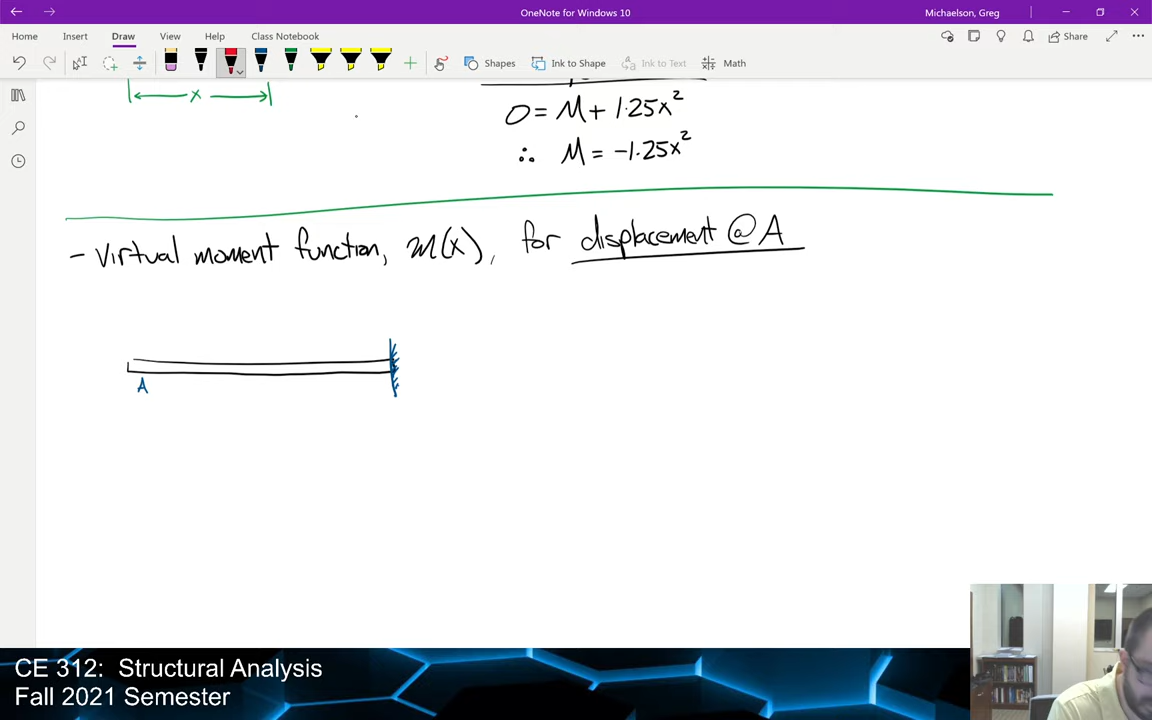 OneNote for Windows 10
Michaelson, Greg
Home Insert Draw View Help Class Notebook
Share
Shapes Ink to Shape Ink to Text Math
x
0 = M + 1.25x²
∴ M = -1.25x²
- Virtual moment function, m(x), for displacement @ A
A
CE 312: Structural Analysis
Fall 2021 Semester